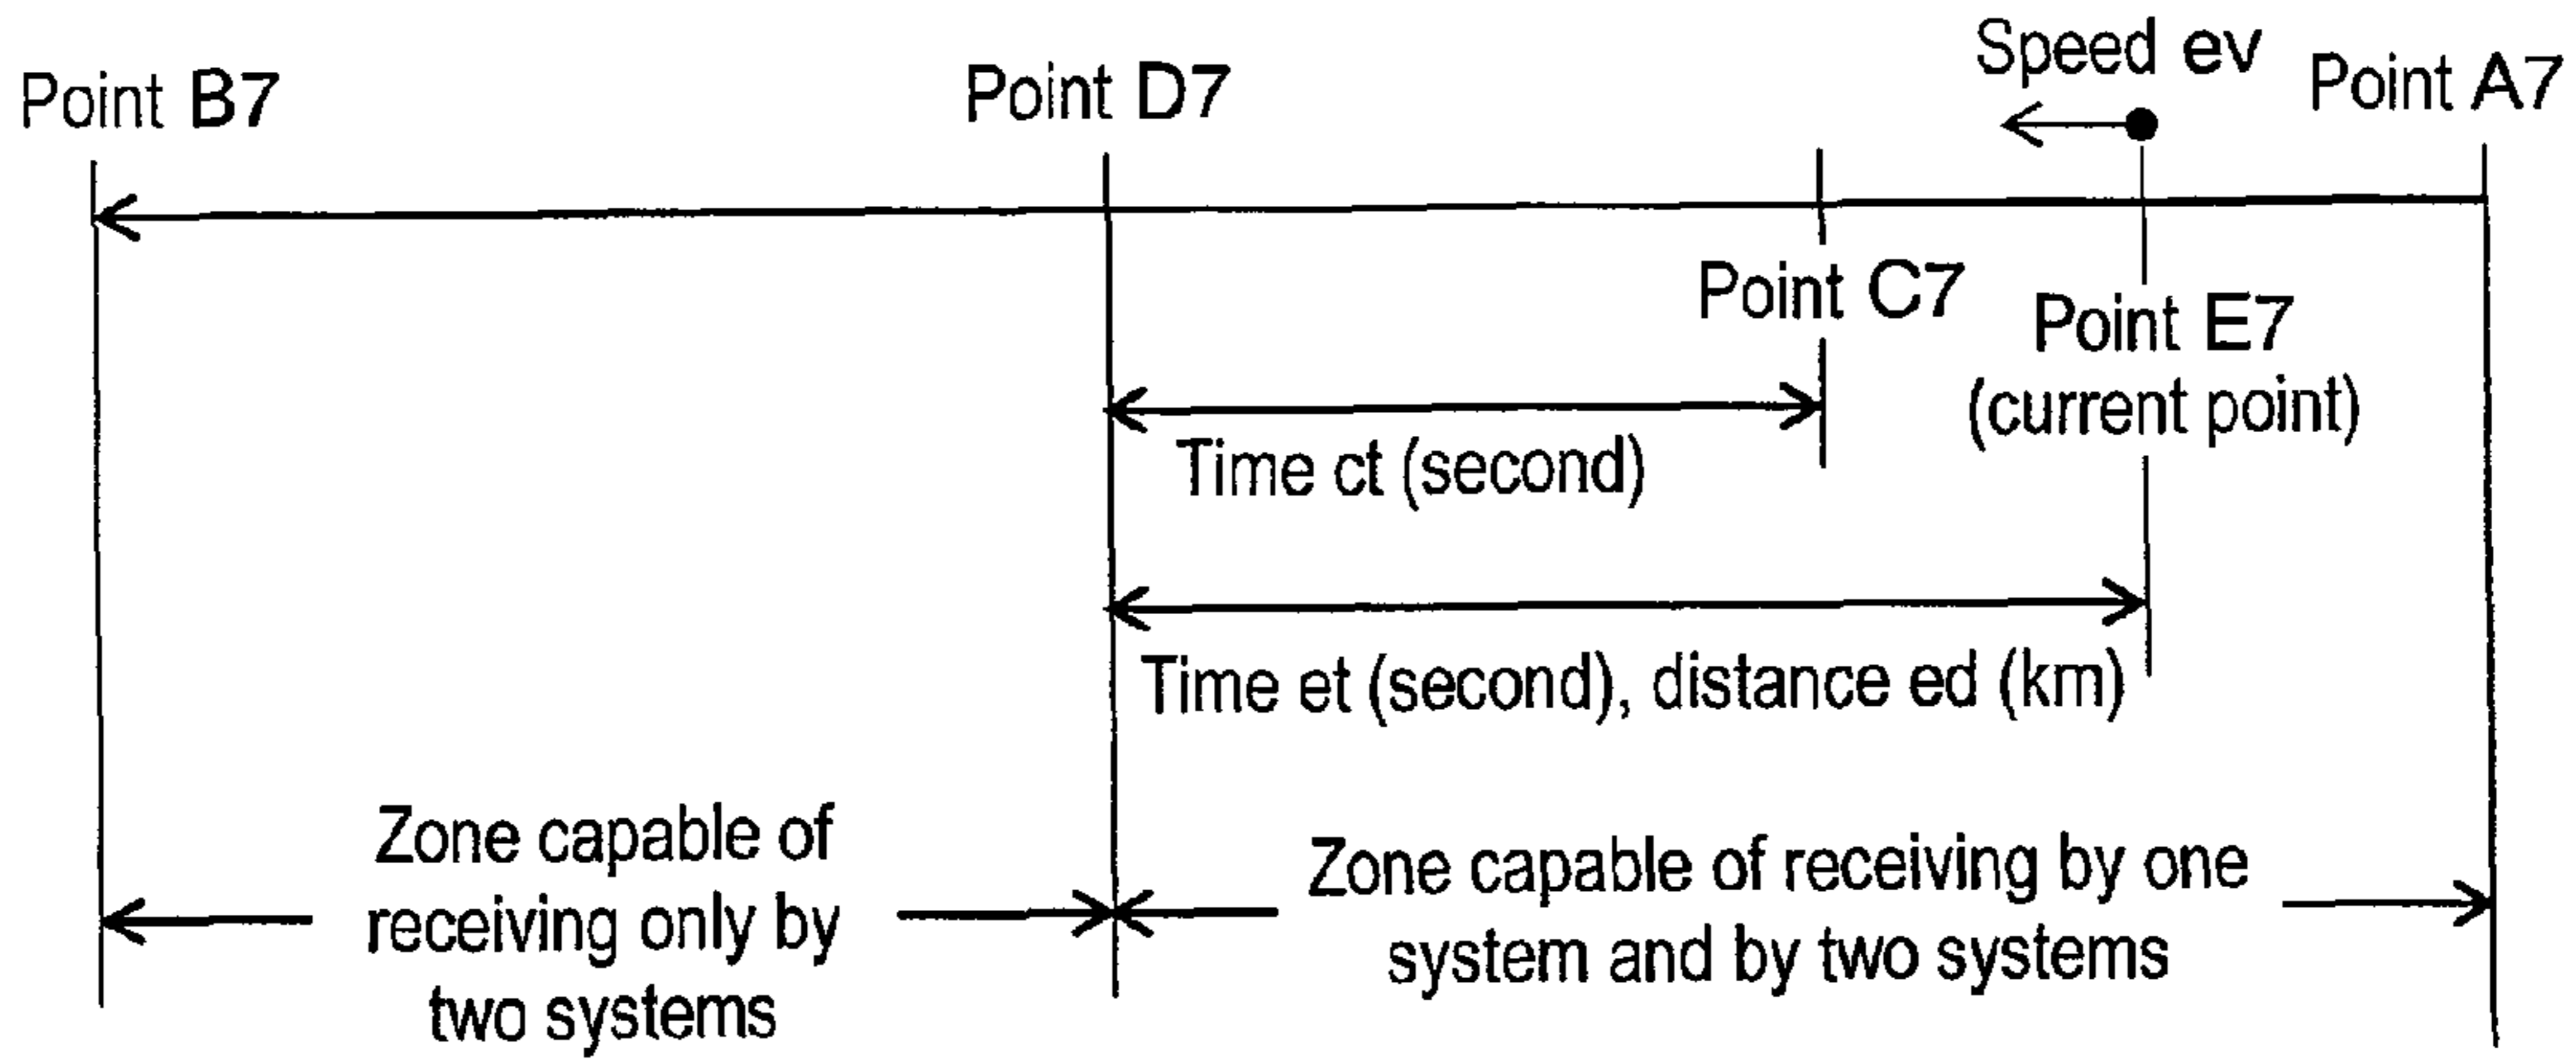 Speed ev
Point B7
Point D7
Point A7
Point C7
Point E7
(current point)
Time ct (second)
Time et (second), distance ed (km)
Zone capable of
receiving only by
two systems
Zone capable of receiving by one
system and by two systems